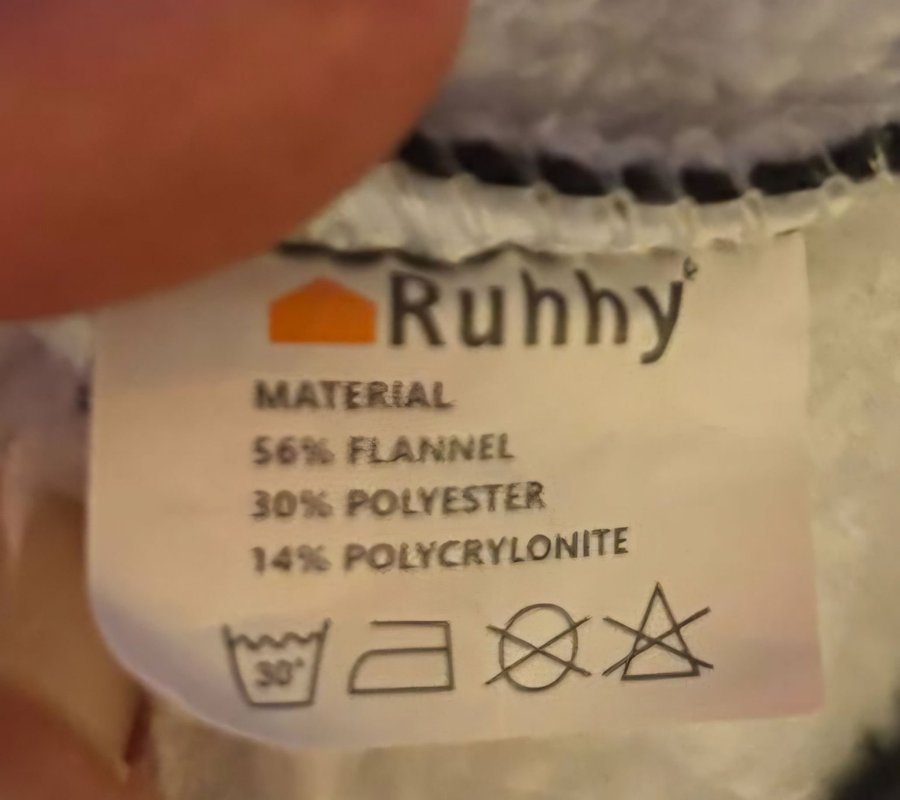 Ruhhy
MATERIAL
56% FLANNEL
30% POLYESTER
14% POLYCRYLONITE
30°